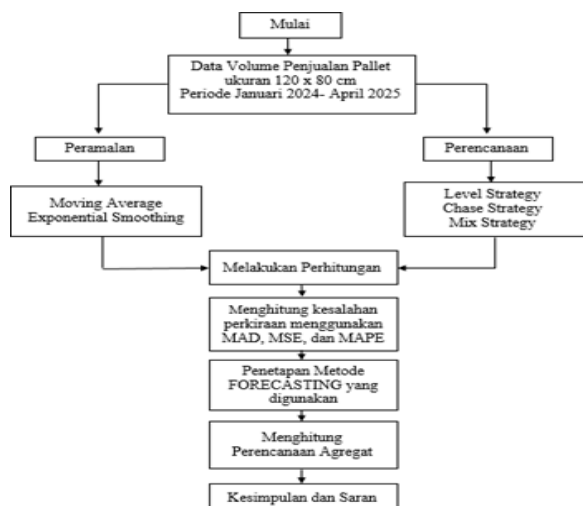 Mulai
Data Volume Penjualan Pallet
ukuran 120 x 80 cm
Periode Januari 2024- April 2025
Peramalan
Perencanaan
Moving Average
Exponential Smoothing
Level Strategy
Chase Strategy
Mix Strategy
Melakukan Perhitungan
Menghitung kesalahan
perkiraan menggunakan
MAD, MSE, dan MAPE
Penetapan Metode
FORECASTING yang
digunakan
Menghitung
Perencanaan Agregat
Kesimpulan dan Saran